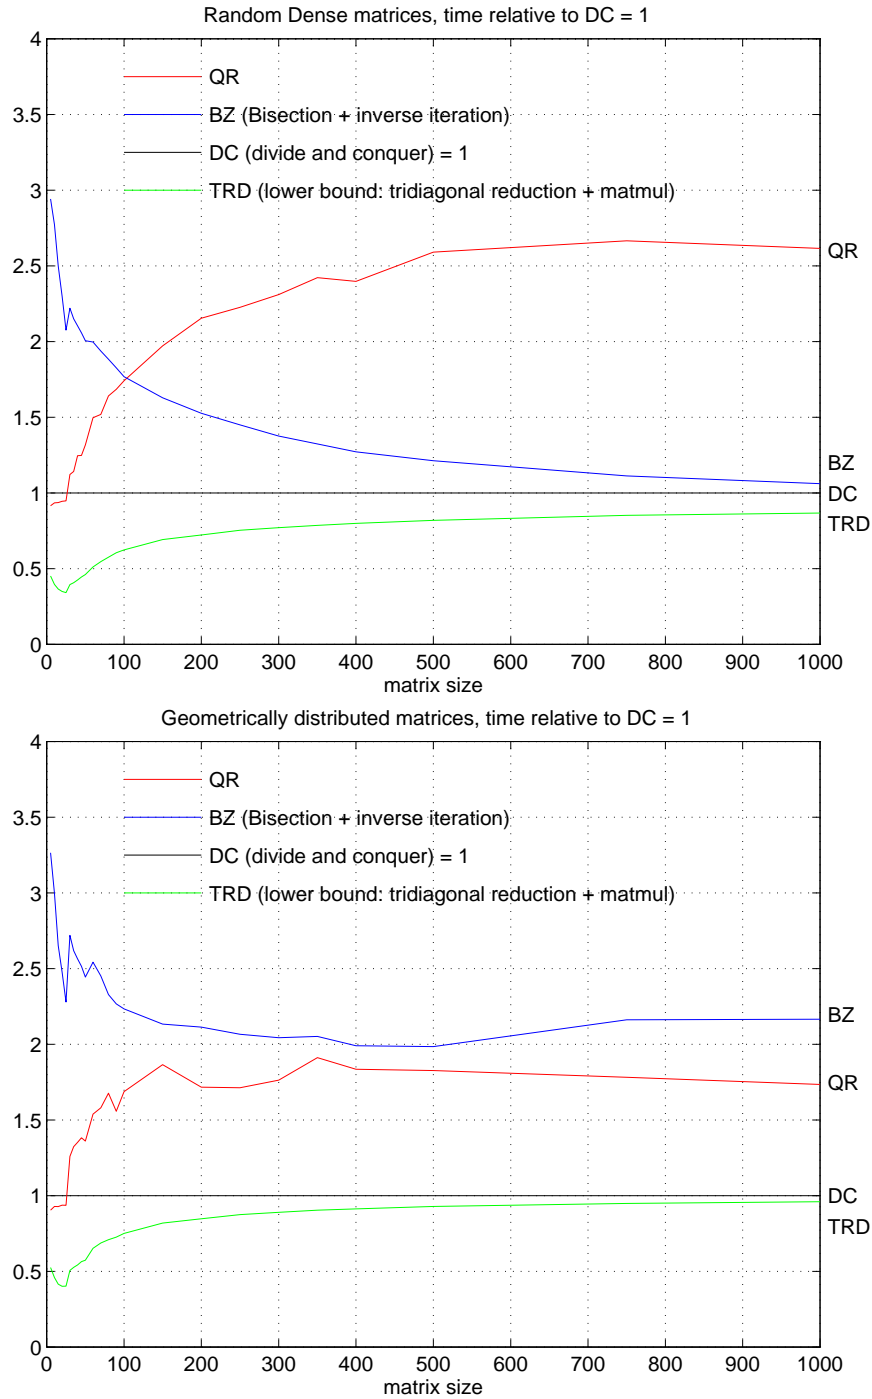 Random Dense matrices, time relative to DC = 1
4
3.5
3
2.5
2
1.5
1
0.5
0
QR
BZ (Bisection + inverse iteration)
DC (divide and conquer) = 1
TRD (lower bound: tridiagonal reduction + matmul)
QR
BZ
DC
TRD
0 100 200 300 400 500 600 700 800 900 1000
matrix size
Geometrically distributed matrices, time relative to DC = 1
4
3.5
3
2.5
2
1.5
1
0.5
0
QR
BZ (Bisection + inverse iteration)
DC (divide and conquer) = 1
TRD (lower bound: tridiagonal reduction + matmul)
BZ
QR
DC
TRD
0 100 200 300 400 500 600 700 800 900 1000
matrix size